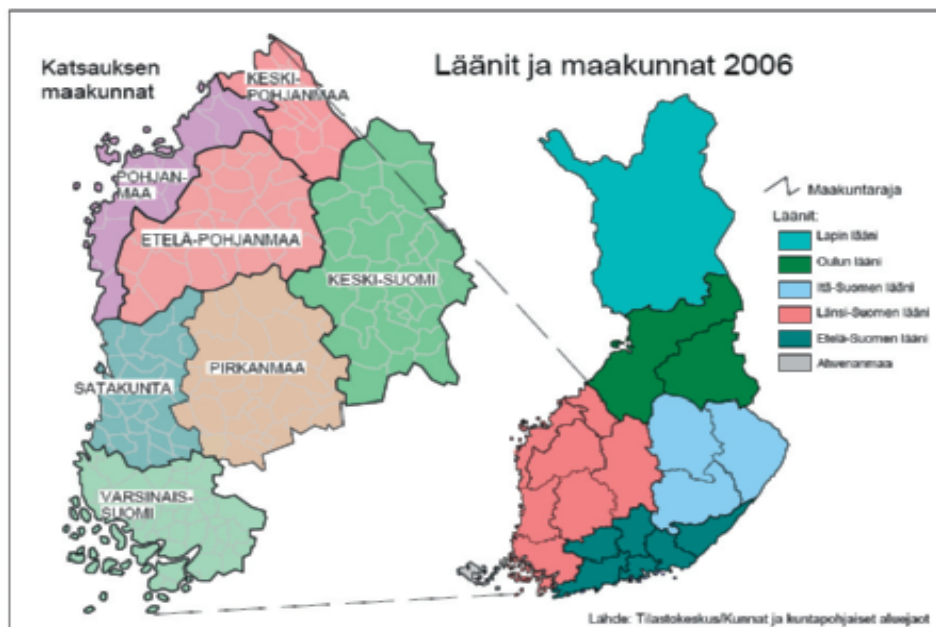 Katsauksen
maakunnat
KESKI-
POHJANMAA
POHJAN-
MAA
ETELÄ-POHJANMAA
KESKI-SUOMI
PIRKANMAA
SATAKUNTA
VARSINAIS-
SUOMI
Läänit ja maakunnat 2006
Maakuntaraja
Läänit:
Lapin lääni
Oulun lääni
Itä-Suomen lääni
Länsi-Suomen lääni
Etelä-Suomen lääni
Ahvenanmaa
Lähde: Tilastokeskus/Kunnat ja kuntapohjaiset aluejaot